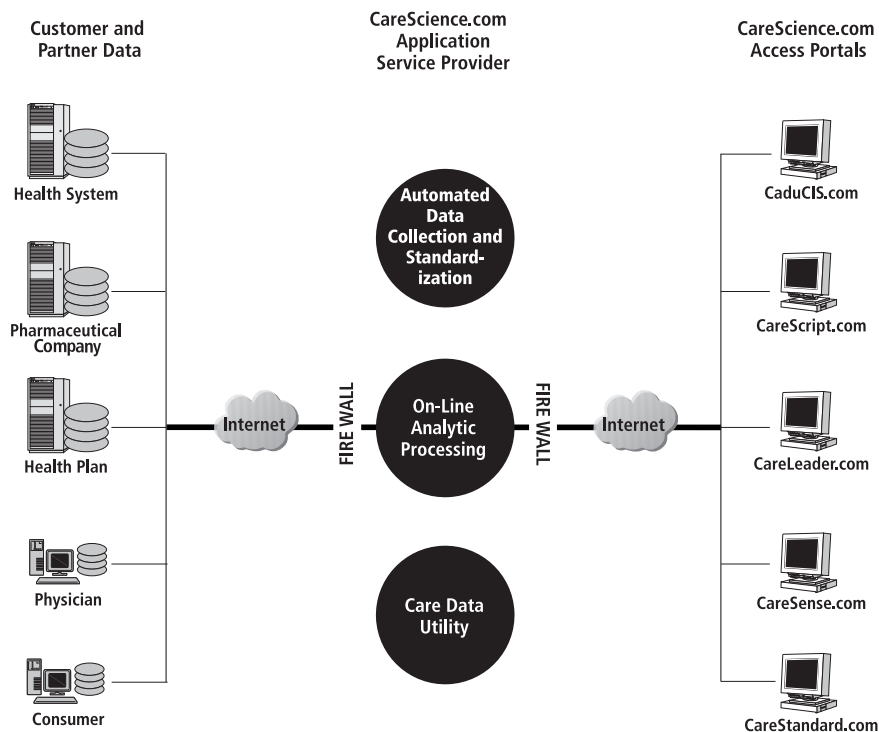 Customer and
Partner Data
CareScience.com
Application
Service Provider
CareScience.com
Access Portals
Health System
Pharmaceutical
Company
Health Plan
Physician
Consumer
Internet
FIRE WALL
Automated
Data
Collection and
Standard-
ization
On-Line
Analytic
Processing
Care Data
Utility
FIRE WALL
Internet
CaduCIS.com
CareScript.com
CareLeader.com
CareSense.com
CareStandard.com